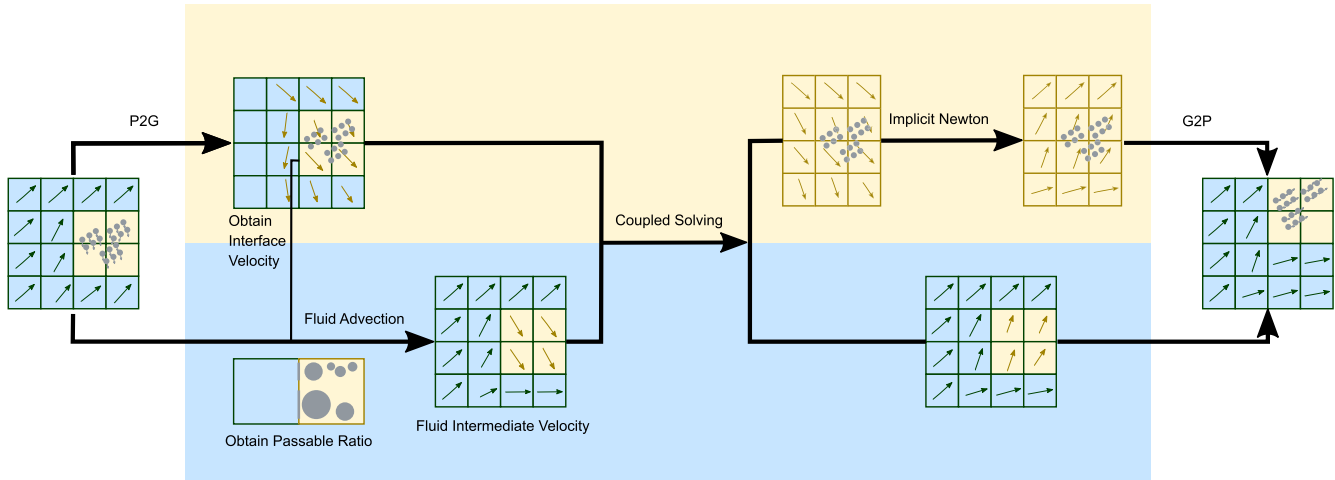 P2G
Obtain
Interface
Velocity
Fluid Advection
Obtain Passable Ratio
Fluid Intermediate Velocity
Coupled Solving
Implicit Newton
G2P